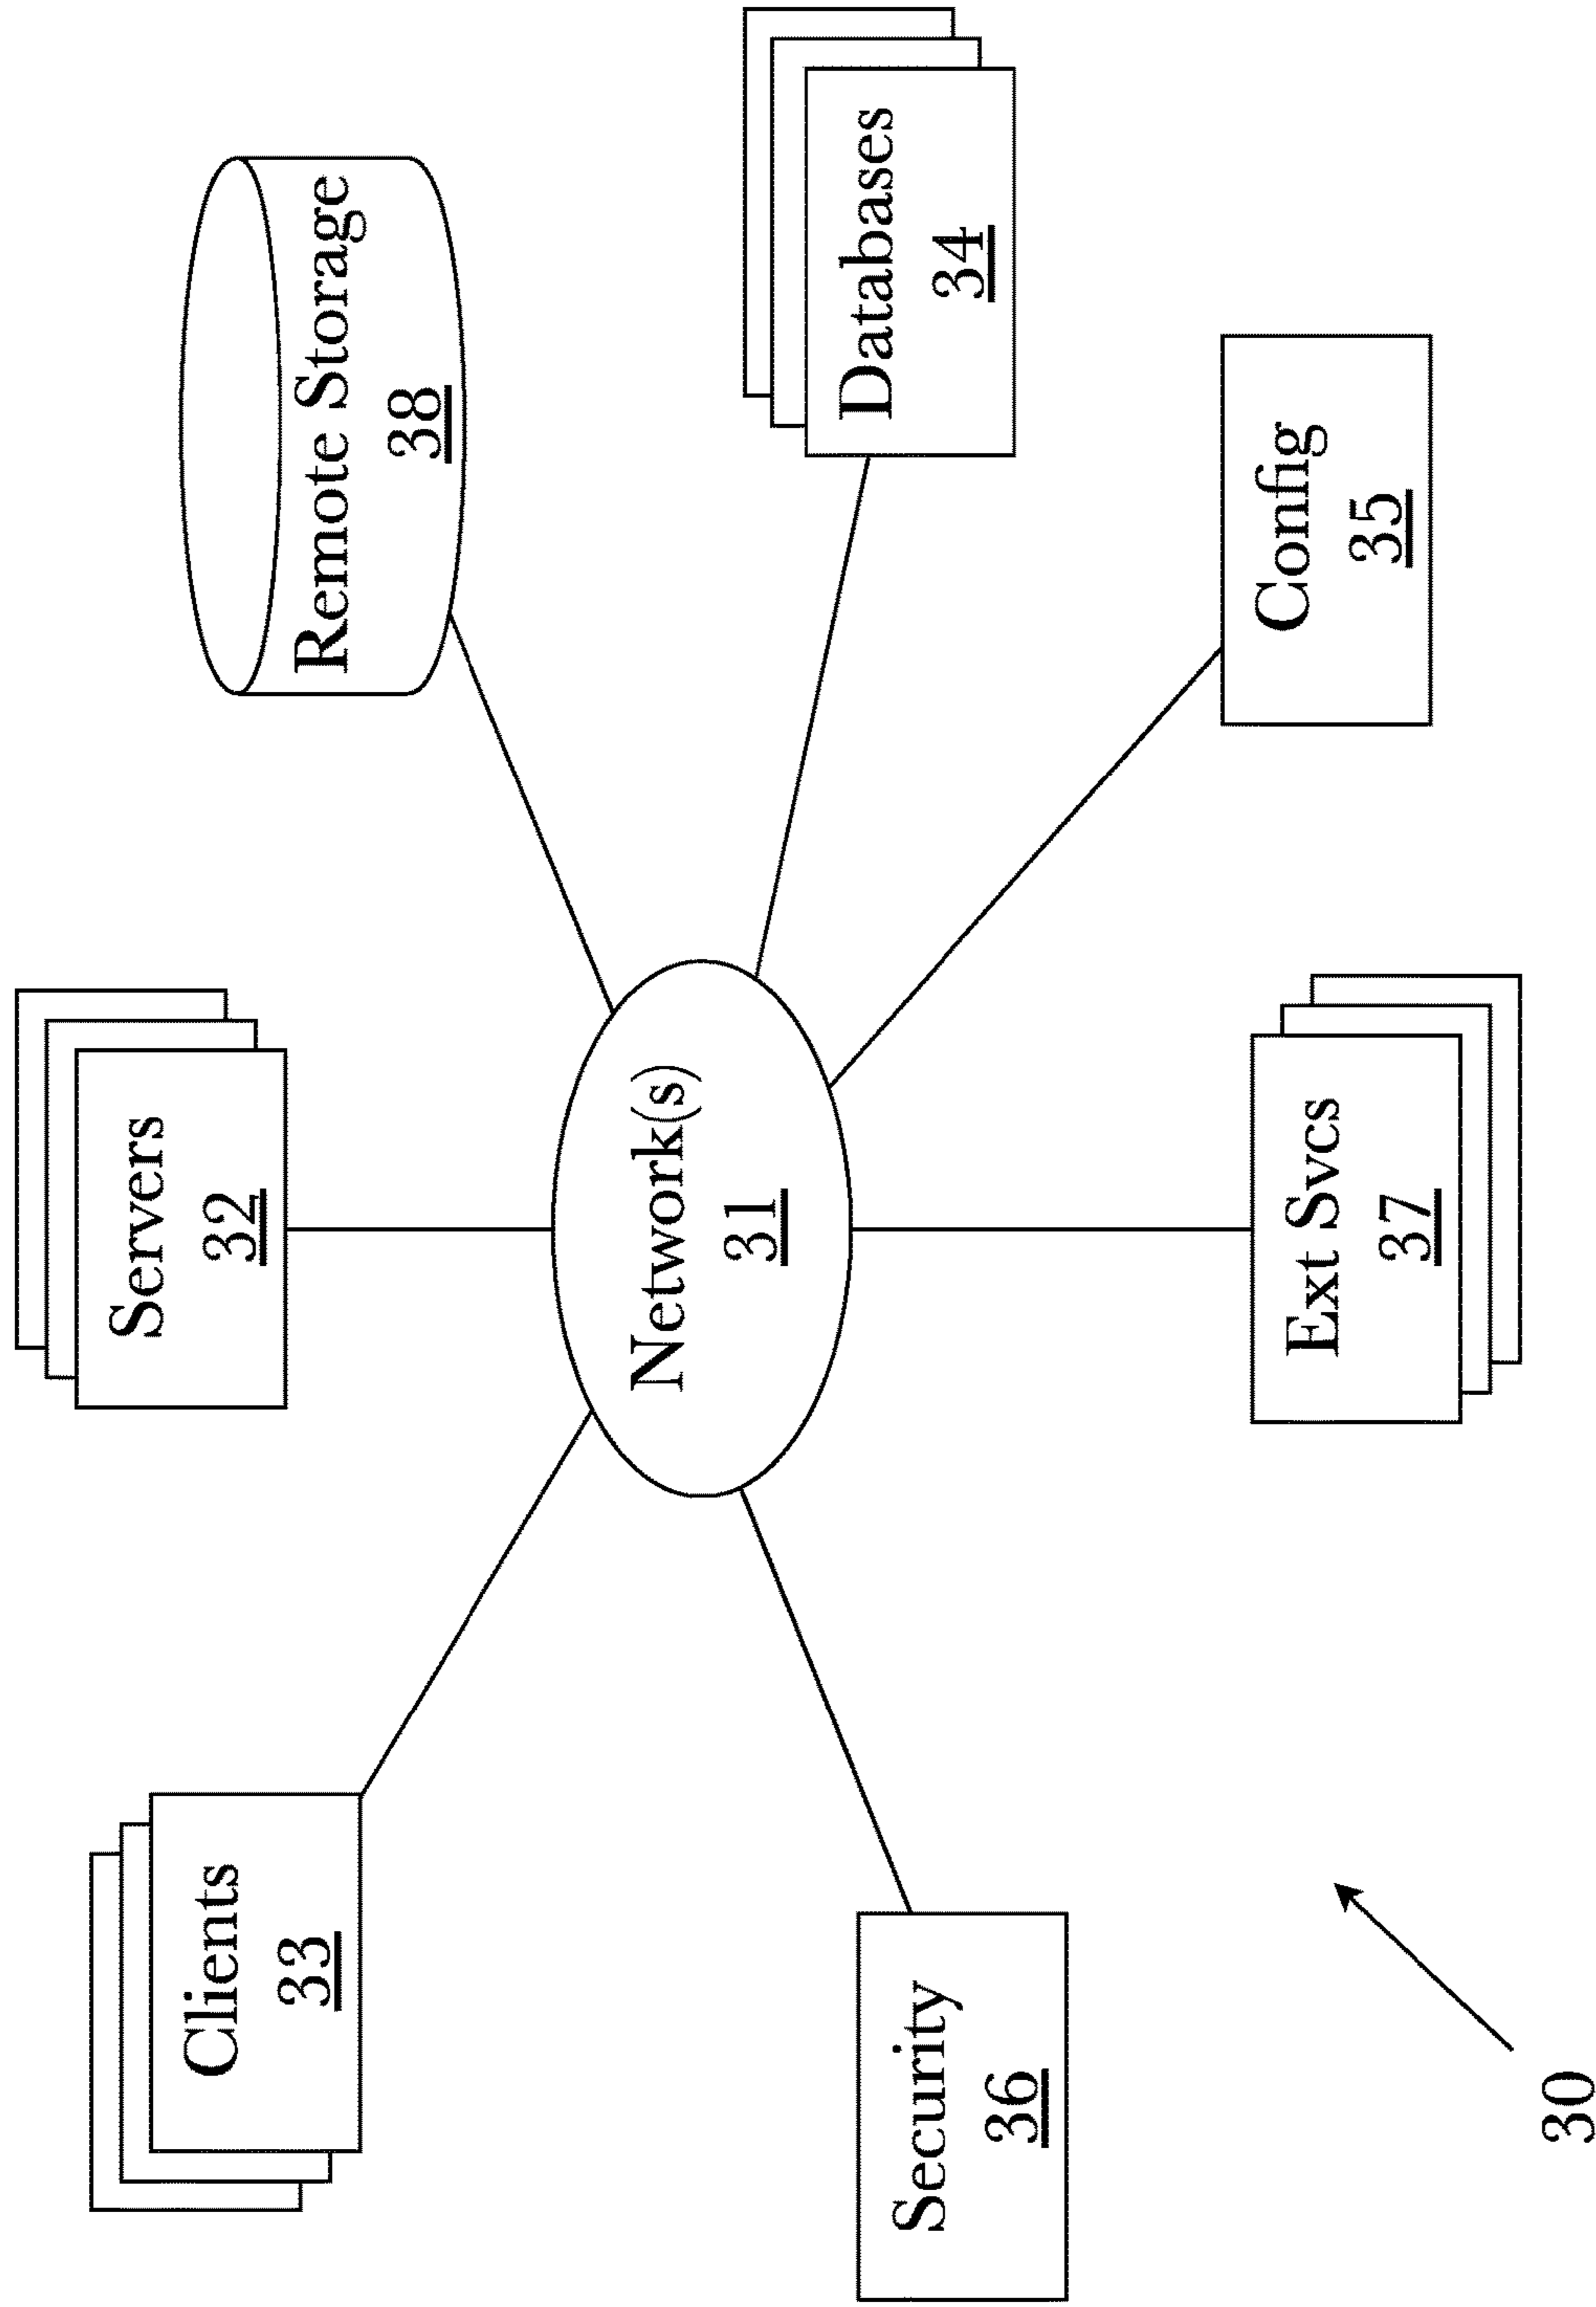 Clients
33
Servers
32
Remote Storage
38
Network(s)
31
Databases
34
Security
36
Ext Svcs
37
Config
35
30